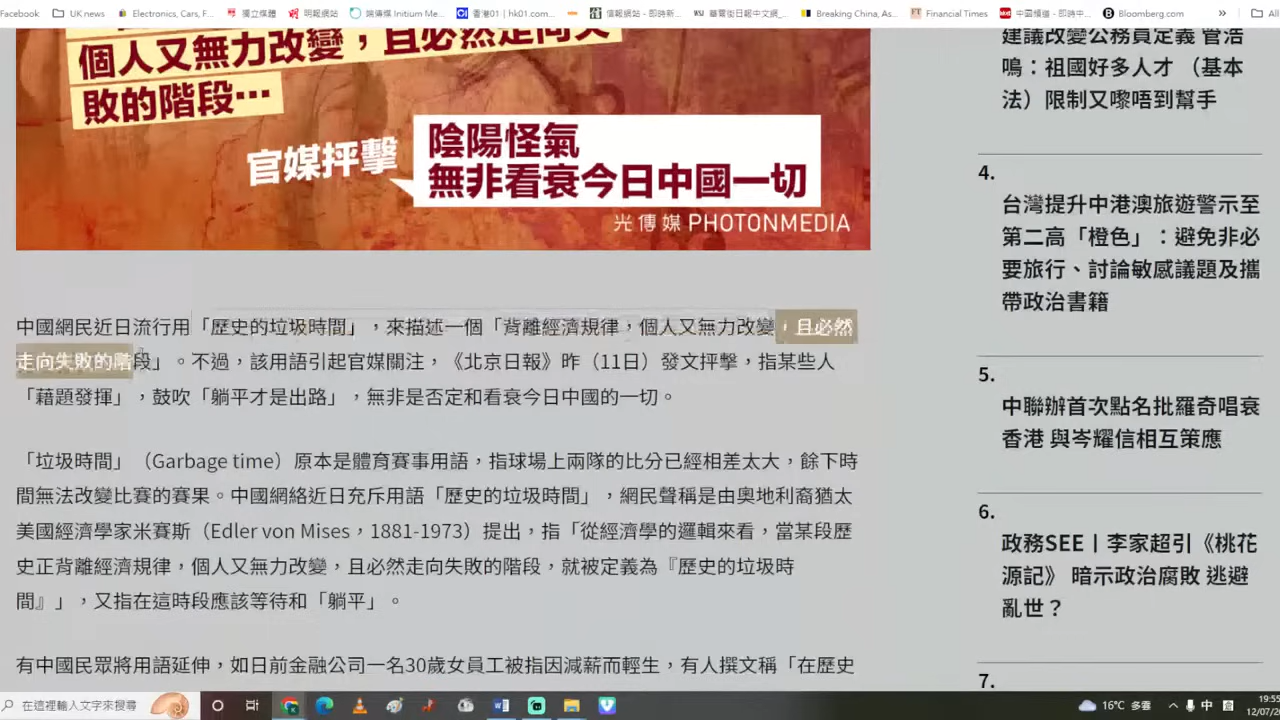 Facebook
UK news
Electronics, Cars, F...
獨立媒體
明報網站
端傳媒 Initium Me...
香港01 | hk01.com...
信報網站 - 即時新...
華爾街日報中文網_...
Breaking China, As...
Financial Times
中國頻道 - 即時中...
Bloomberg.com
»
個人又無力改變，且必然走向失
敗的階段…
官媒抨擊
陰陽怪氣
無非看衰今日中國一切
光傳媒 PHOTONMEDIA
中國網民近日流行用「歷史的垃圾時間」，來描述一個「背離經濟規律，個人又無力改變，且必然
走向失敗的階段」。不過，該用語引起官媒關注，《北京日報》昨（11日）發文抨擊，指某些人
「藉題發揮」，鼓吹「躺平才是出路」，無非是否定和看衰今日中國的一切。
「垃圾時間」（Garbage time）原本是體育賽事用語，指球場上兩隊的比分已經相差太大，餘下時
間無法改變比賽的賽果。中國網絡近日充斥用語「歷史的垃圾時間」，網民聲稱是由奧地利裔猶太
美國經濟學家米賽斯（Edler von Mises，1881-1973）提出，指「從經濟學的邏輯來看，當某段歷
史正背離經濟規律，個人又無力改變，且必然走向失敗的階段，就被定義為『歷史的垃圾時
間』」，又指在這時段應該等待和「躺平」。
有中國民眾將用語延伸，如日前金融公司一名30歲女員工被指因減薪而輕生，有人撰文稱「在歷史
建議改變公務員定義 管浩
鳴：祖國好多人才 （基本
法）限制又嚟唔到幫手
4.
台灣提升中港澳旅遊警示至
第二高「橙色」：避免非必
要旅行、討論敏感議題及攜
帶政治書籍
5.
中聯辦首次點名批羅奇唱衰
香港 與岑耀信相互策應
6.
政務SEE丨李家超引《桃花
源記》 暗示政治腐敗 逃避
亂世？
7.
在這裡輸入文字來搜尋
16°C 多雲
中
19:55
12/07/20